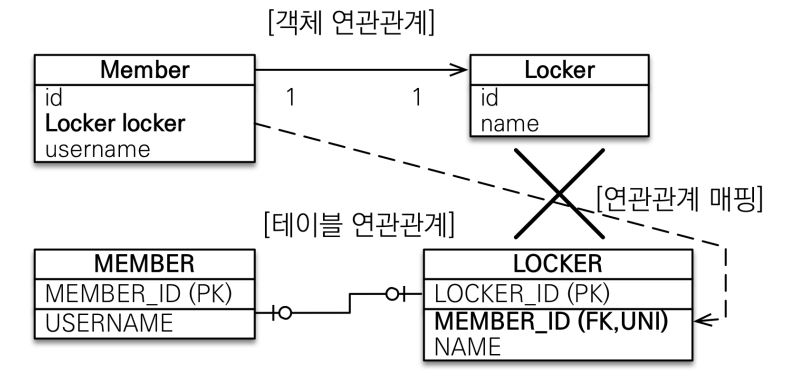 [객체 연관관계]
Member
id
Locker locker
username
1
1
Locker
id
name
[연관관계 매핑]
[테이블 연관관계]
MEMBER
MEMBER_ID (PK)
USERNAME
LOCKER
LOCKER_ID (PK)
MEMBER_ID (FK,UNI)
NAME